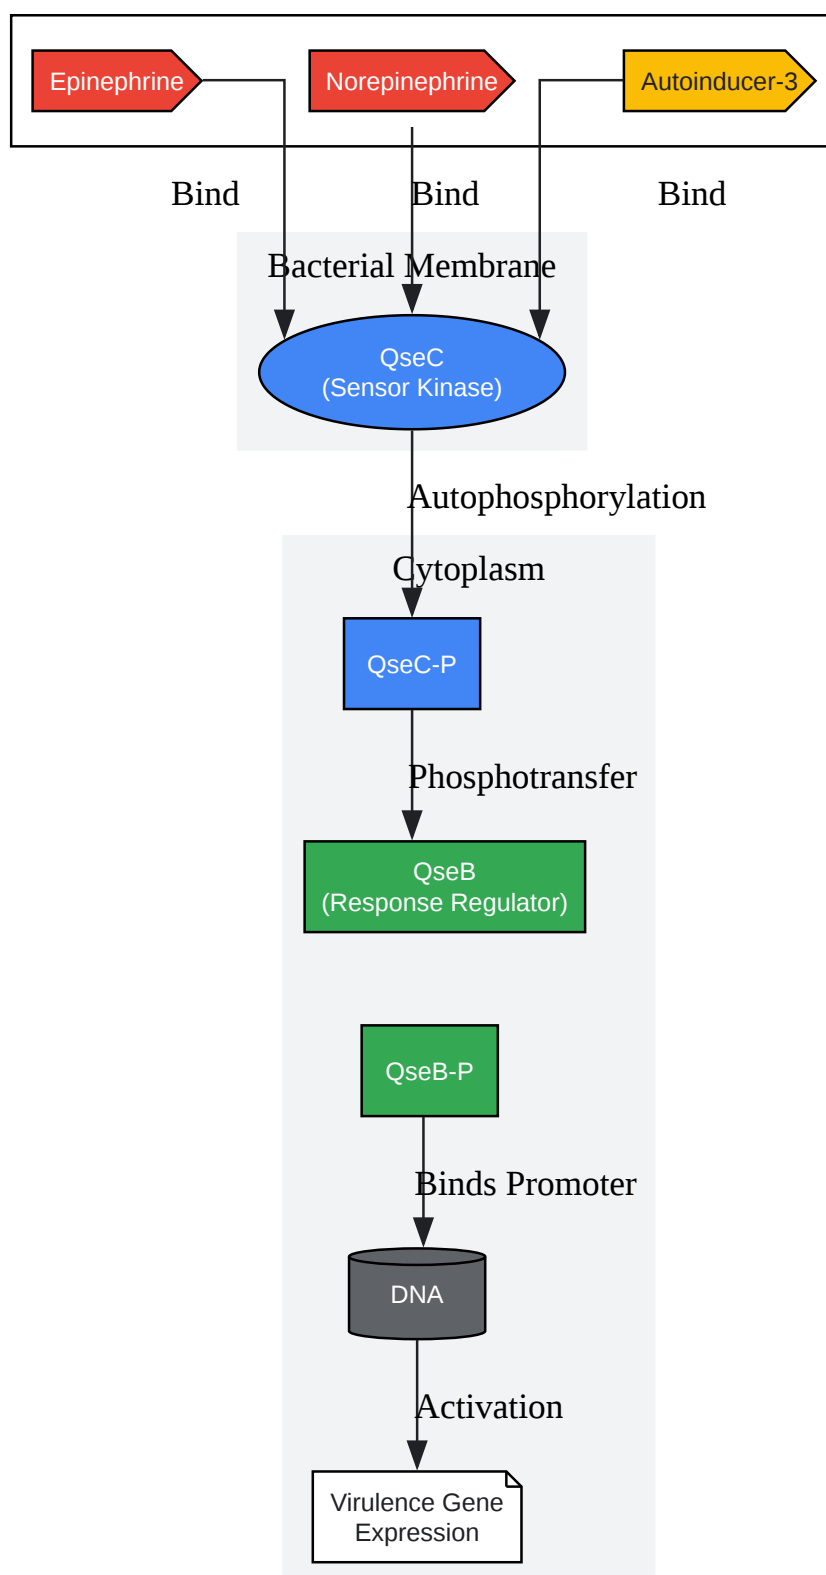 Epinephrine
Norepinephrine
Autoinducer-3
Bind
Bind
Bind
Bacterial Membrane
QseC
(Sensor Kinase)
Autophosphorylation
Cytoplasm
QseC-P
Phosphotransfer
QseB
(Response Regulator)
QseB-P
Binds Promoter
DNA
Activation
Virulence Gene
Expression